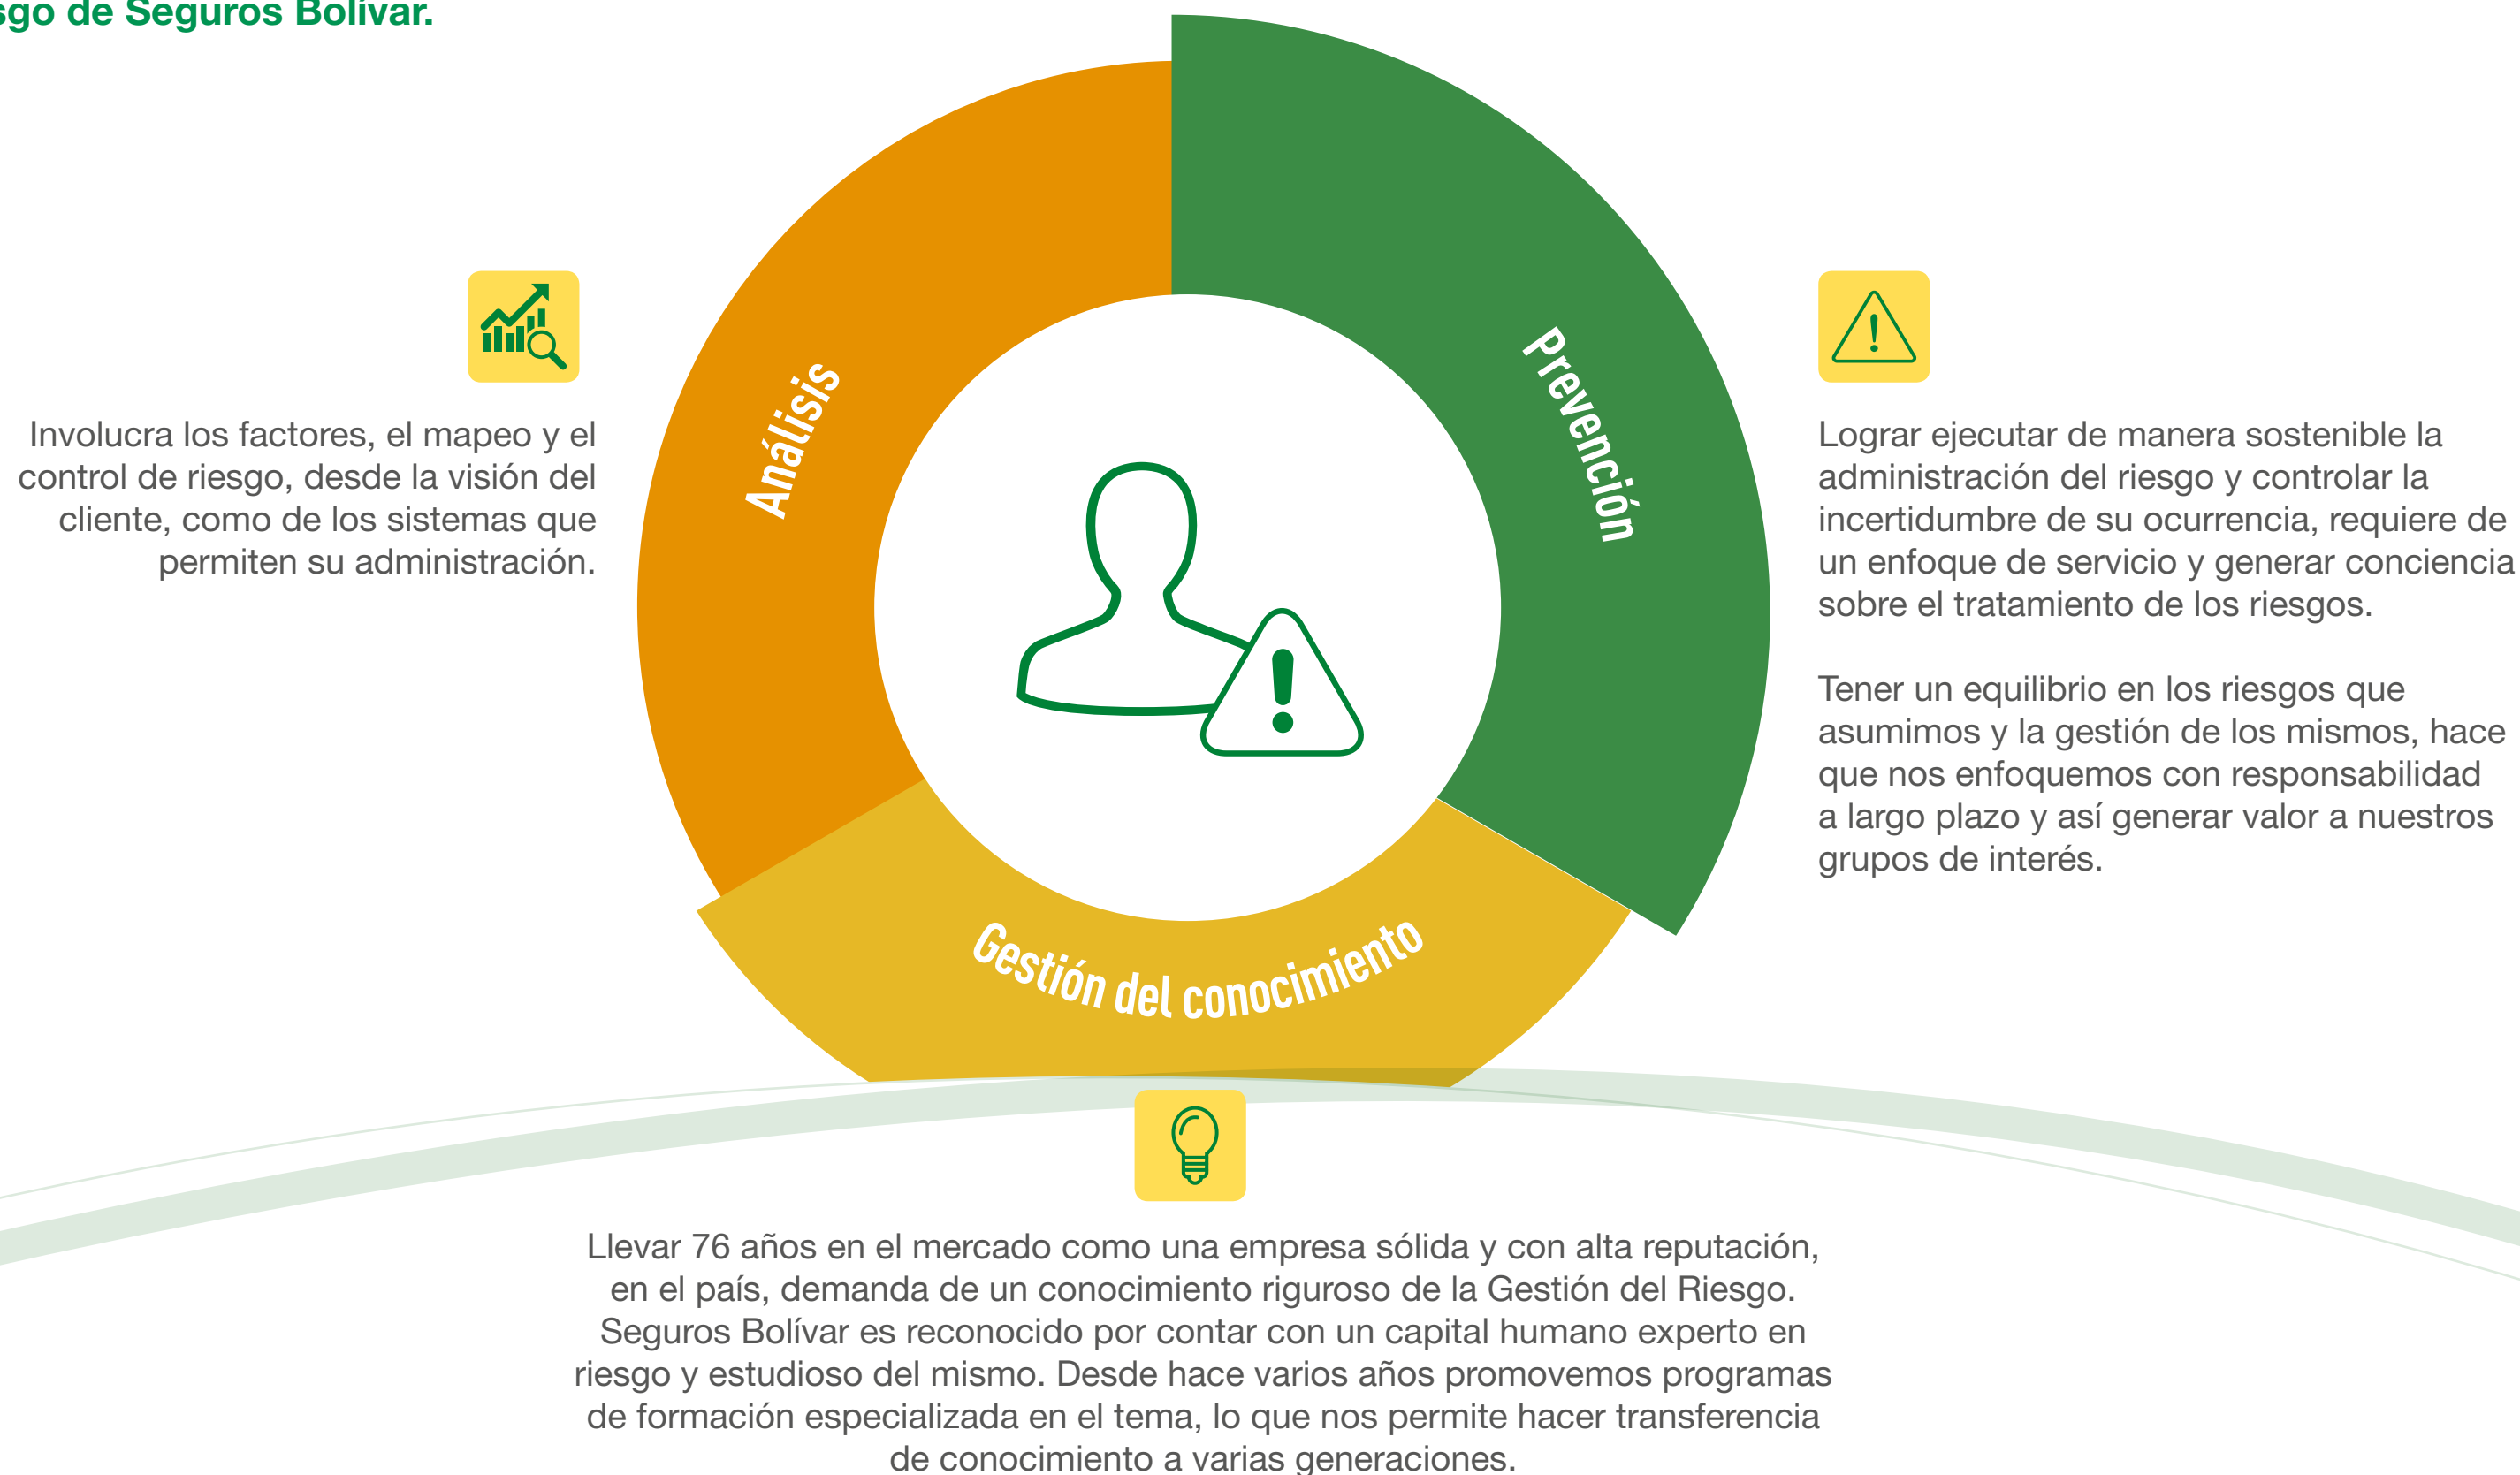 sgo de Seguros Bolívar.
Análisis
Prevención
Gestión del conocimiento
Involucra los factores, el mapeo y el
control de riesgo, desde la visión del
cliente, como de los sistemas que
permiten su administración.
Lograr ejecutar de manera sostenible la
administración del riesgo y controlar la
incertidumbre de su ocurrencia, requiere de
un enfoque de servicio y generar conciencia
sobre el tratamiento de los riesgos.
Tener un equilibrio en los riesgos que
asumimos y la gestión de los mismos, hace
que nos enfoquemos con responsabilidad
a largo plazo y así generar valor a nuestros
grupos de interés.
Llevar 76 años en el mercado como una empresa sólida y con alta reputación,
en el país, demanda de un conocimiento riguroso de la Gestión del Riesgo.
Seguros Bolívar es reconocido por contar con un capital humano experto en
riesgo y estudioso del mismo. Desde hace varios años promovemos programas
de formación especializada en el tema, lo que nos permite hacer transferencia
de conocimiento a varias generaciones.